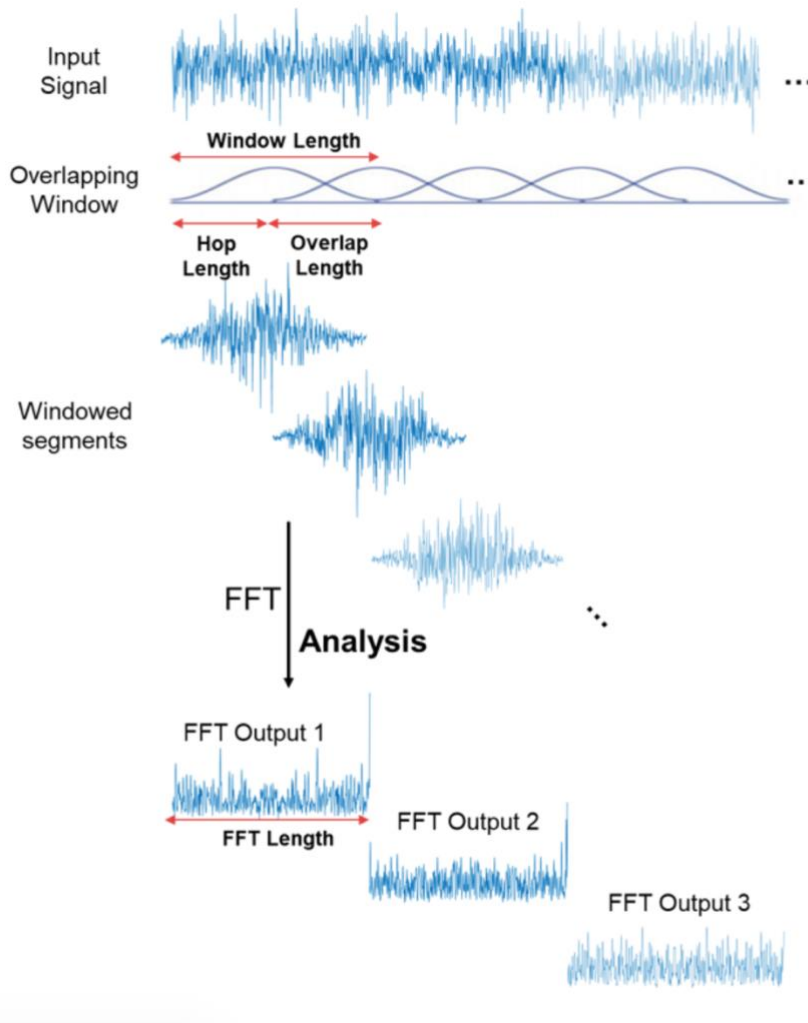 Input
Signal
...
Window Length
Overlapping
Window
..
Hop
Length
Overlap
Length
Windowed
segments
...
FFT
Analysis
FFT Output 1
FFT Length
FFT Output 2
FFT Output 3